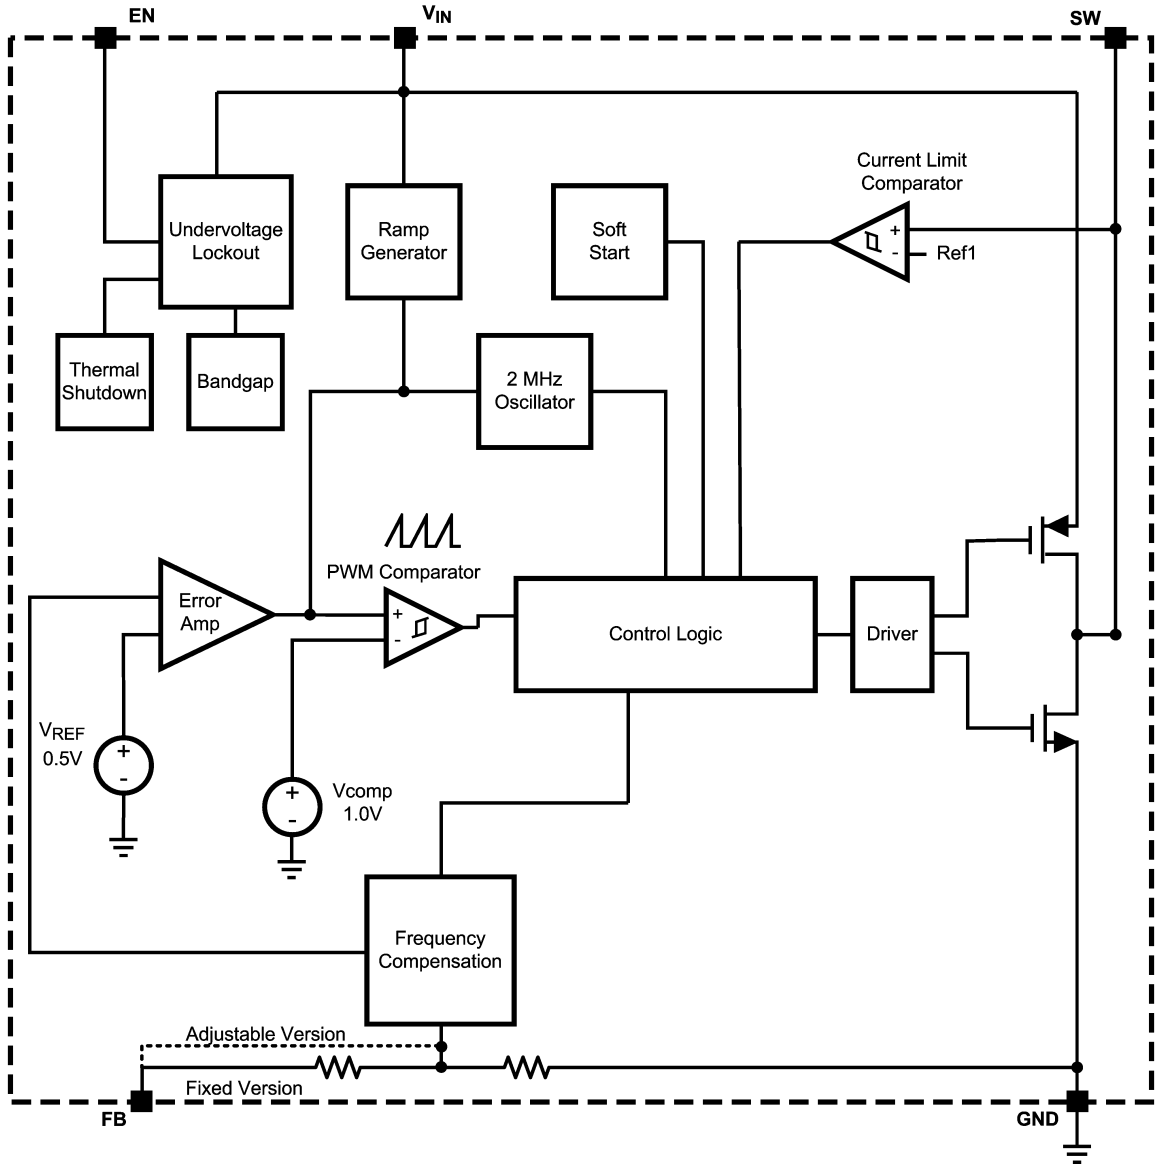 EN
VIN
SW
Current Limit
Comparator
Undervoltage
Lockout
Ramp
Generator
Soft
Start
+
-
Ref1
Thermal
Shutdown
Bandgap
2 MHz
Oscillator
PWM Comparator
Error
Amp
+
-
Control Logic
Driver
VREF
0.5V
+
-
Vcomp
1.0V
+
-
Frequency
Compensation
Adjustable Version
Fixed Version
FB
GND